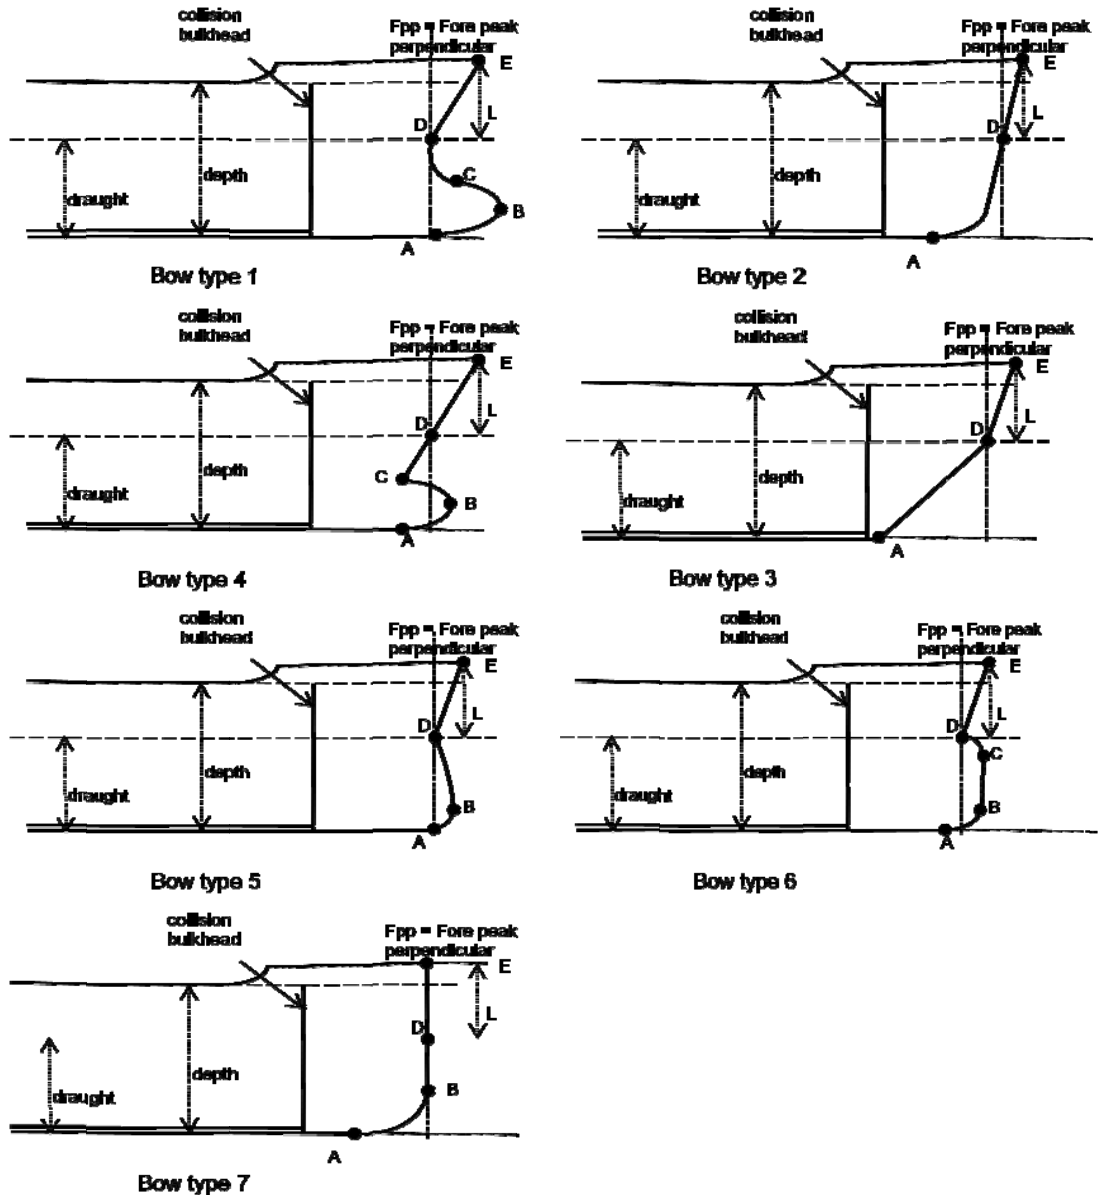 collision
bulkhead
Fpp = Fore peak
perpendicular
E
L
D
C
B
A
depth
draught
Bow type 1
collision
bulkhead
Fpp = Fore peak
perpendicular
E
L
D
depth
draught
A
Bow type 2
collision
bulkhead
Fpp = Fore peak
perpendicular
E
L
D
C
B
A
depth
draught
Bow type 4
collision
bulkhead
Fpp = Fore peak
perpendicular
E
L
D
depth
draught
A
Bow type 3
collision
bulkhead
Fpp = Fore peak
perpendicular
E
L
D
depth
draught
B
A
Bow type 5
collision
bulkhead
Fpp = Fore peak
perpendicular
E
L
D
C
depth
draught
B
A
Bow type 6
collision
bulkhead
Fpp = Fore peak
perpendicular
E
L
D
depth
draught
B
A
Bow type 7